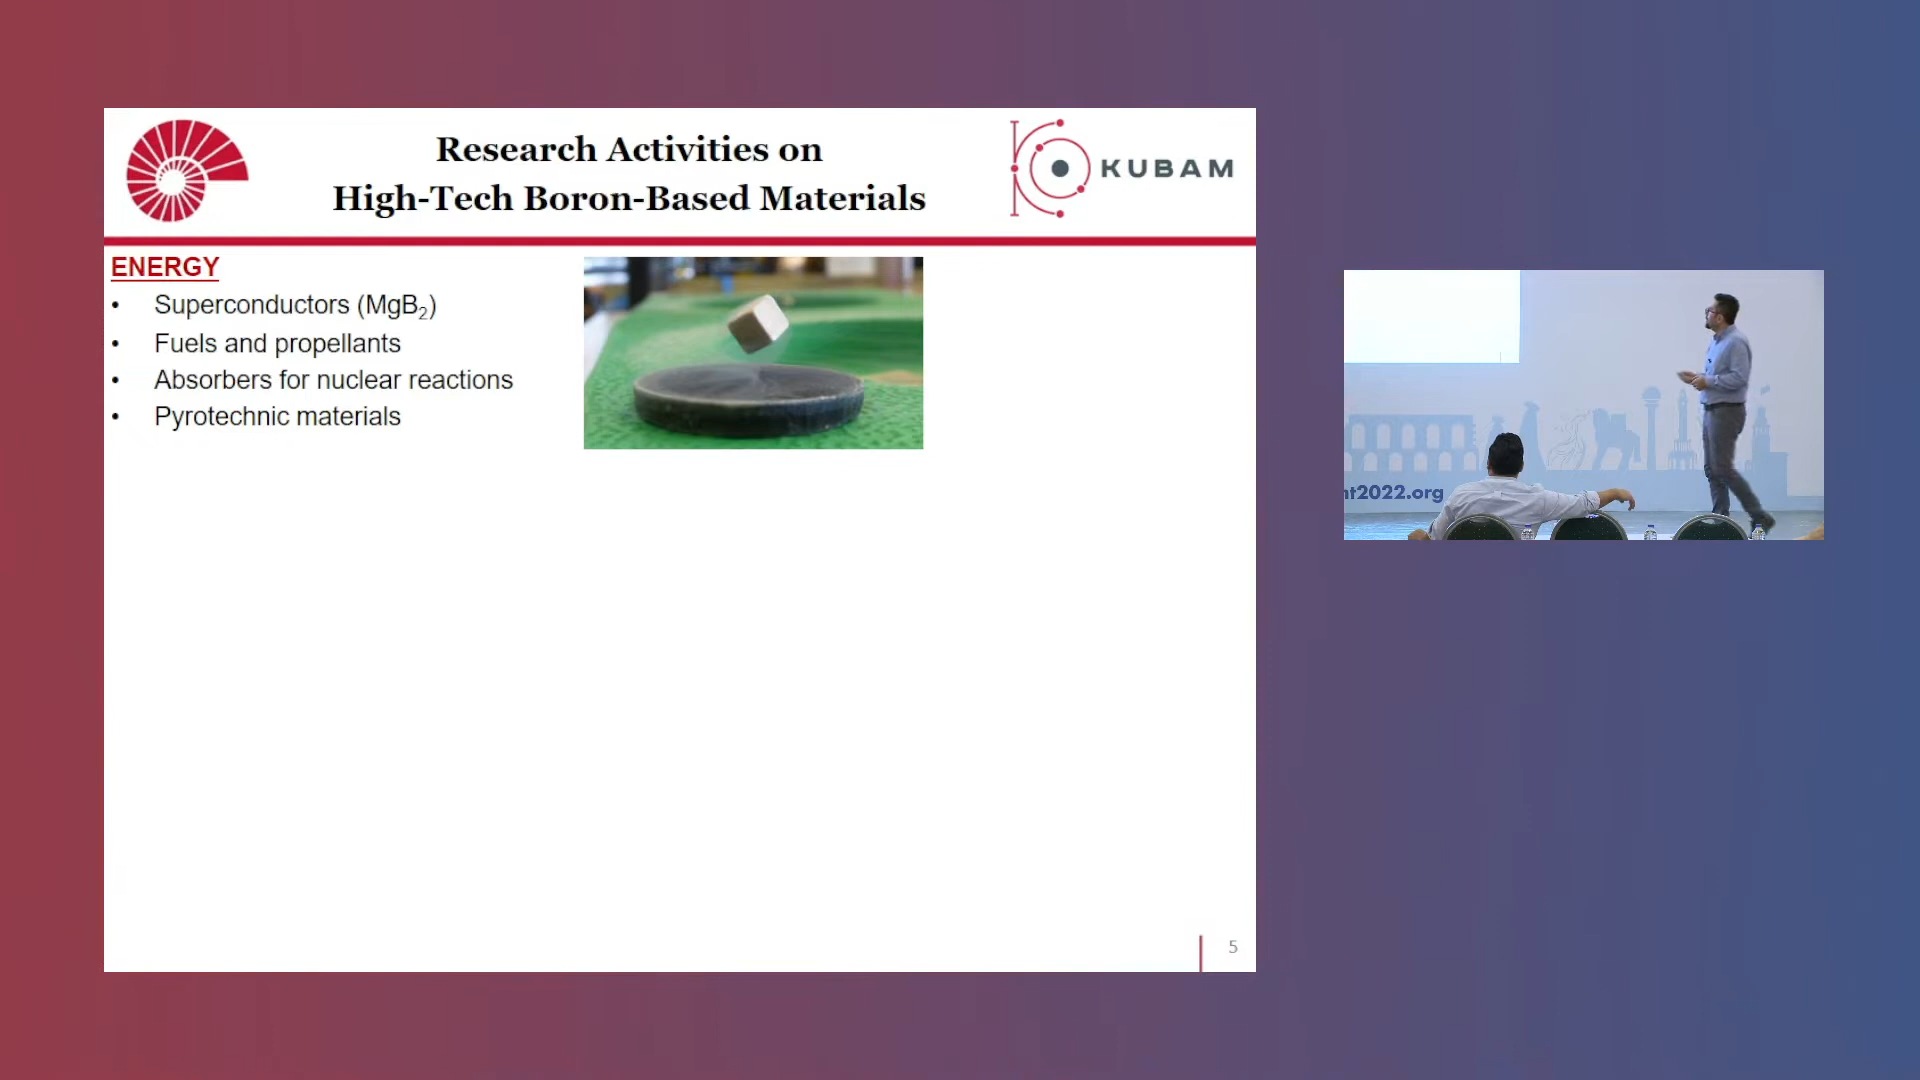 Research Activities on
High-Tech Boron-Based Materials
KUBAM
ENERGY
• Superconductors (MgB₂)
• Fuels and propellants
• Absorbers for nuclear reactions
• Pyrotechnic materials
5
nt2022.org